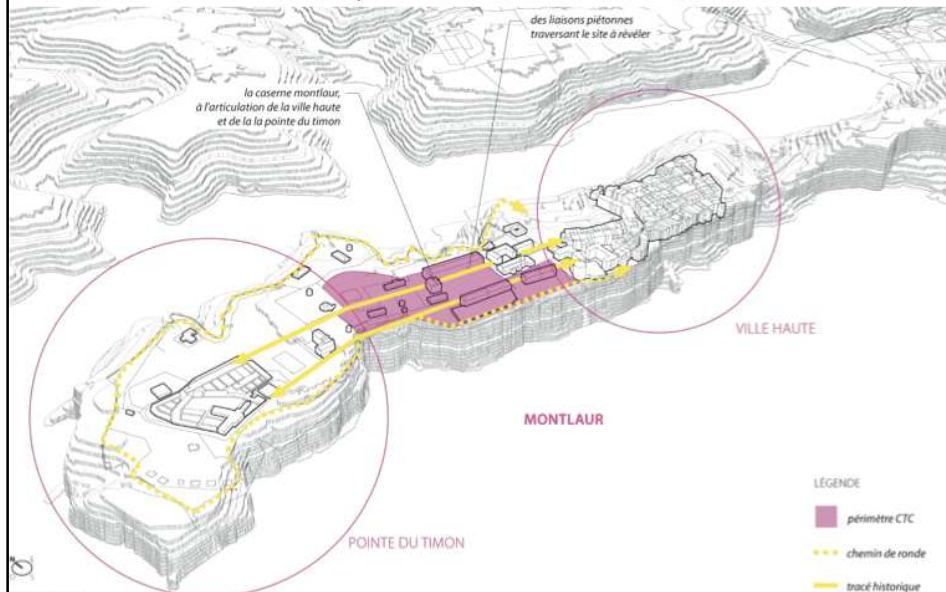 des liaisons piétonnes
traversant le site à révéler
la caserne montlaur,
à l'articulation de la ville haute
et de la la pointe du timon
VILLE HAUTE
MONTLAUR
POINTE DU TIMON
LÉGENDE
périmètre CTC
chemin de ronde
tracé historique
N